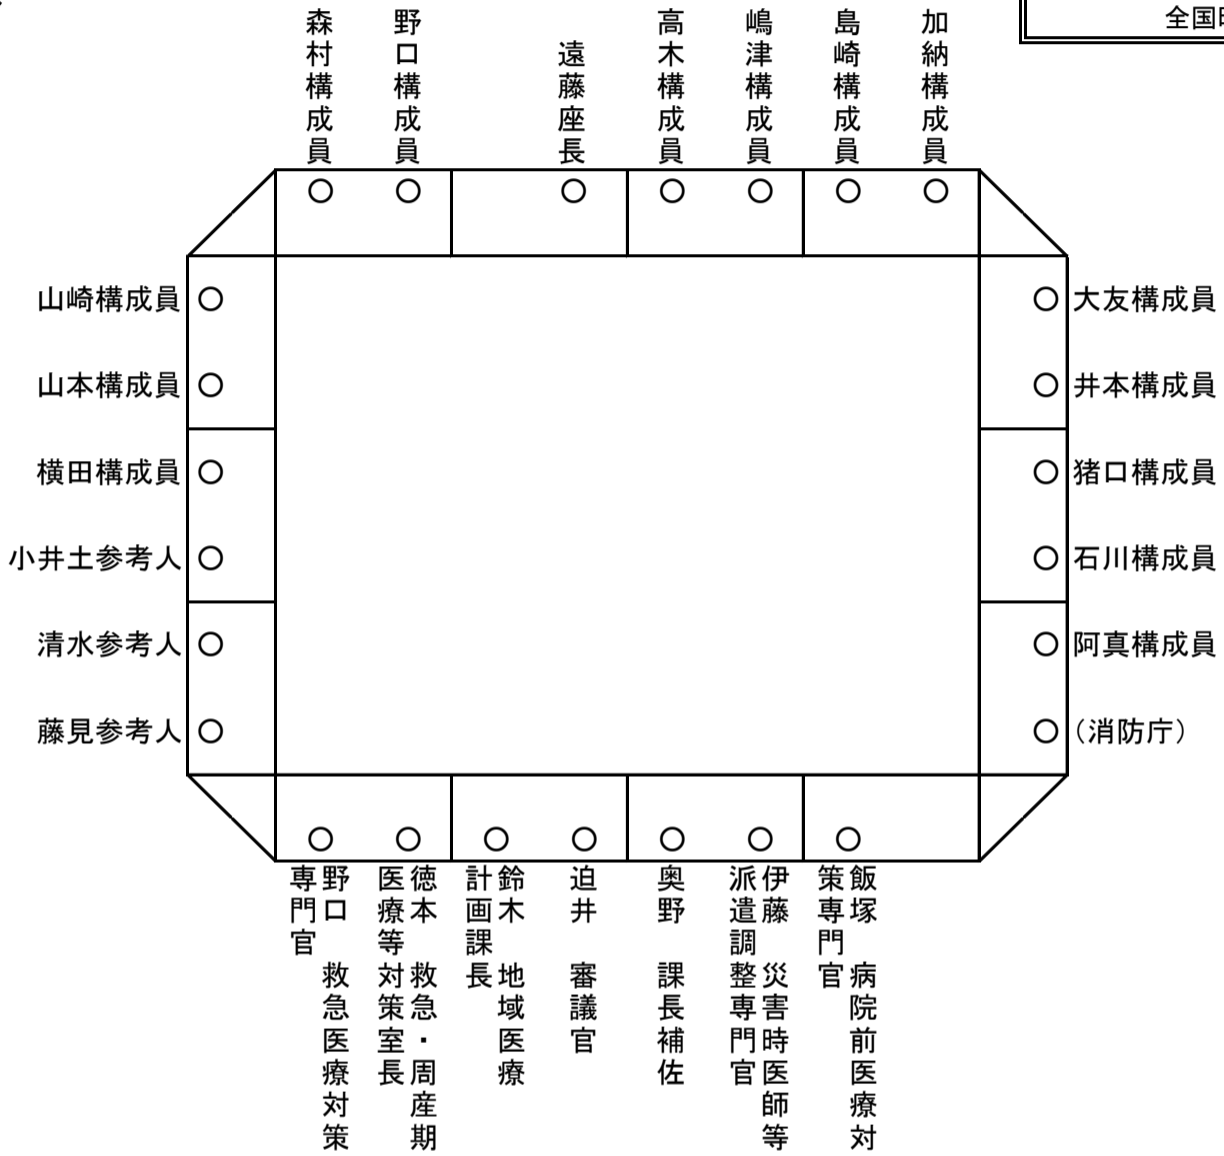 全国
森村構成員
野口構成員
遠藤座長
高木構成員
嶋津構成員
島崎構成員
加納構成員
山崎構成員
山本構成員
横田構成員
小井土参考人
清水参考人
藤見参考人
大友構成員
井本構成員
猪口構成員
石川構成員
阿真構成員
（消防庁）
野口　救急医療対策
専門官
徳本　救急・周産期
医療等対策室長
鈴木　地域医療
計画課長
迫井　審議官
奥野　課長補佐
伊藤　災害時医師等
派遣調整専門官
飯塚　病院前医療対
策専門官